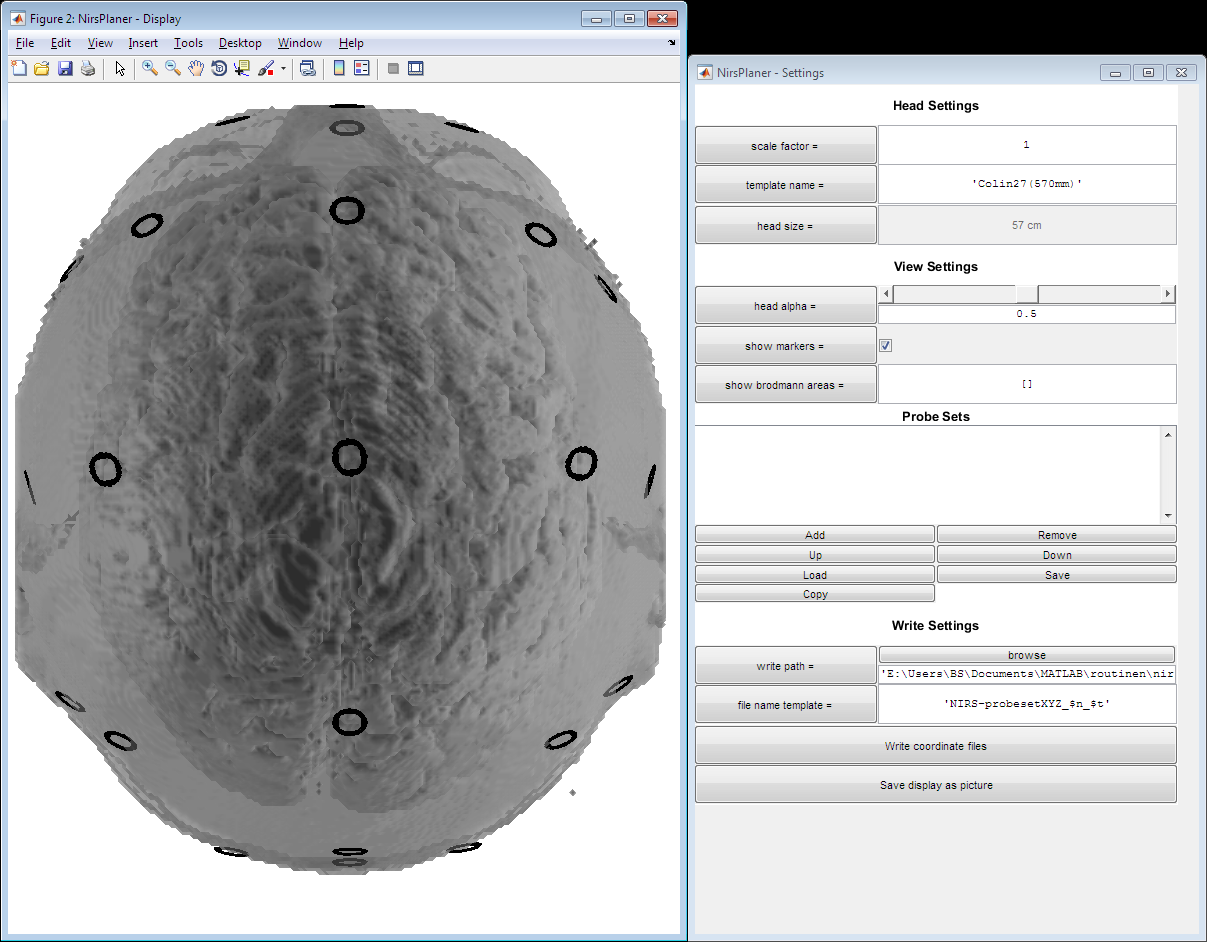 Figure 2: NirsPlaner - Display
File Edit View Insert Tools Desktop Window Help
NirsPlaner - Settings
Head Settings
scale factor = 1
template name = 'Colin27(570mm)'
head size = 57 cm
View Settings
head alpha =
0.5
show markers =
show brodmann areas = []
Probe Sets
Add Remove
Up Down
Load Save
Copy
Write Settings
browse
write path =
'E:\Users\BS\Documents\MATLAB\routinen\nir
file name template = 'NIRS-probesetXYZ_$n_$t'
Write coordinate files
Save display as picture